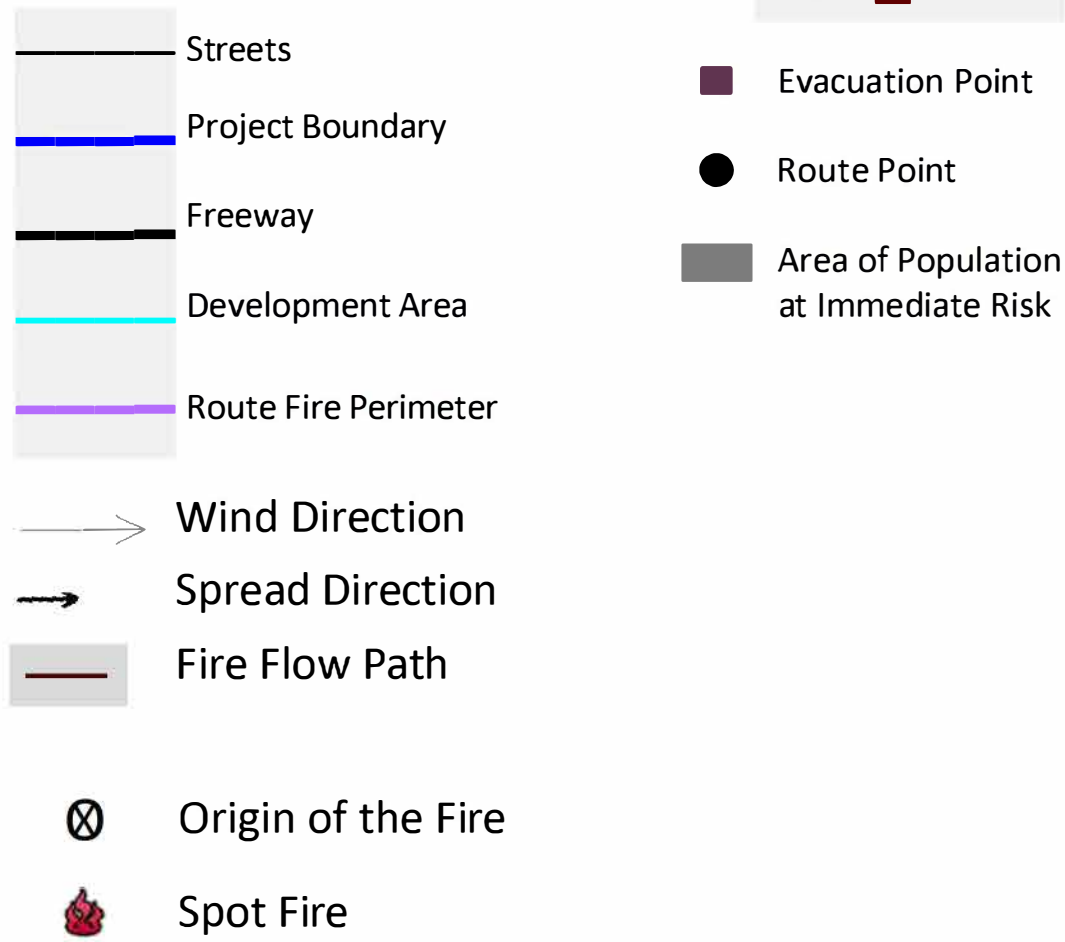 Streets
Project Boundary
Freeway
Development Area
Route Fire Perimeter
Wind Direction
Spread Direction
Fire Flow Path
Origin of the Fire
Spot Fire
Evacuation Point
Route Point
Area of Population
at Immediate Risk